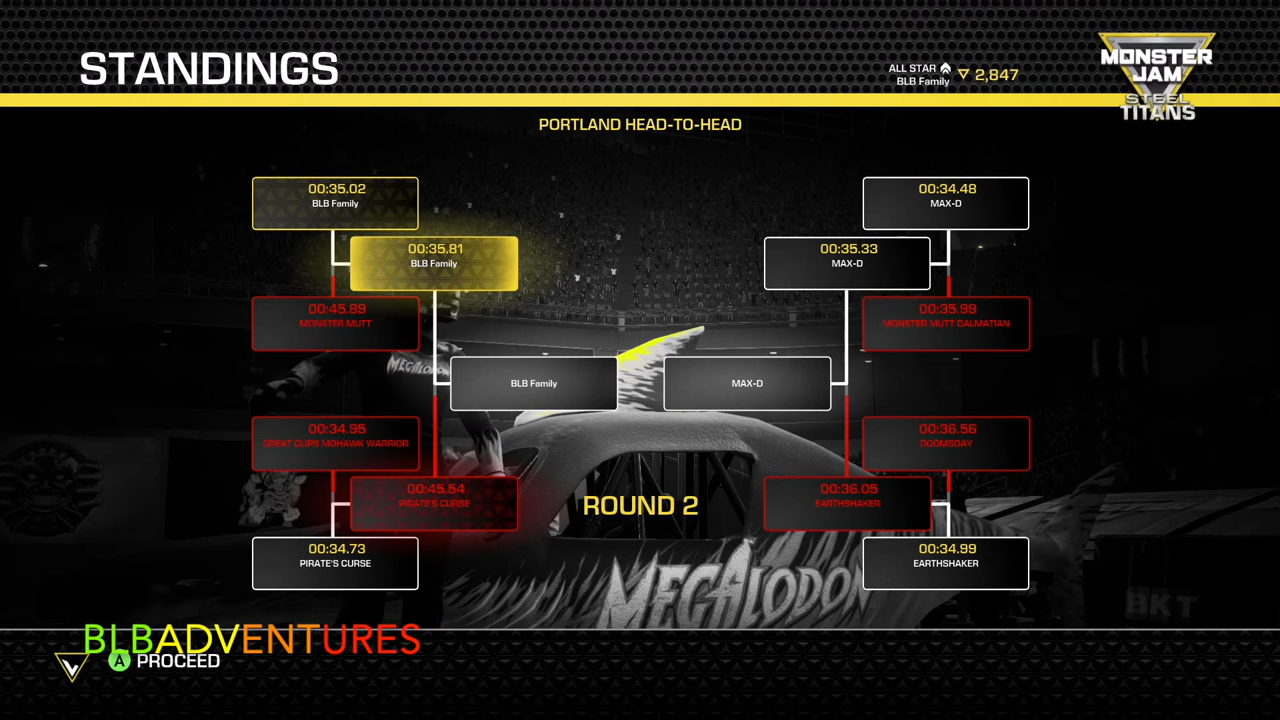 STANDINGS
ALL STAR
BLB Family
2,847
MONSTER
JAM
STEEL
TITANS
PORTLAND HEAD-TO-HEAD
00:35.02
BLB Family
00:34.48
MAX-D
00:35.81
BLB Family
00:35.33
MAX-D
00:45.89
MONSTER MUTT
00:35.99
MONSTER MUTT DALMATIAN
MEGALODON
BLB Family
MAX-D
00:34.95
GREAT CLIPS MOHAWK WARRIOR
00:36.56
DOOMSDAY
00:45.54
PIRATE'S CURSE
ROUND 2
00:36.05
EARTHSHAKER
00:34.73
PIRATE'S CURSE
00:34.99
EARTHSHAKER
MEGALODON
BKT
BLBADVENTURES
A PROCEED